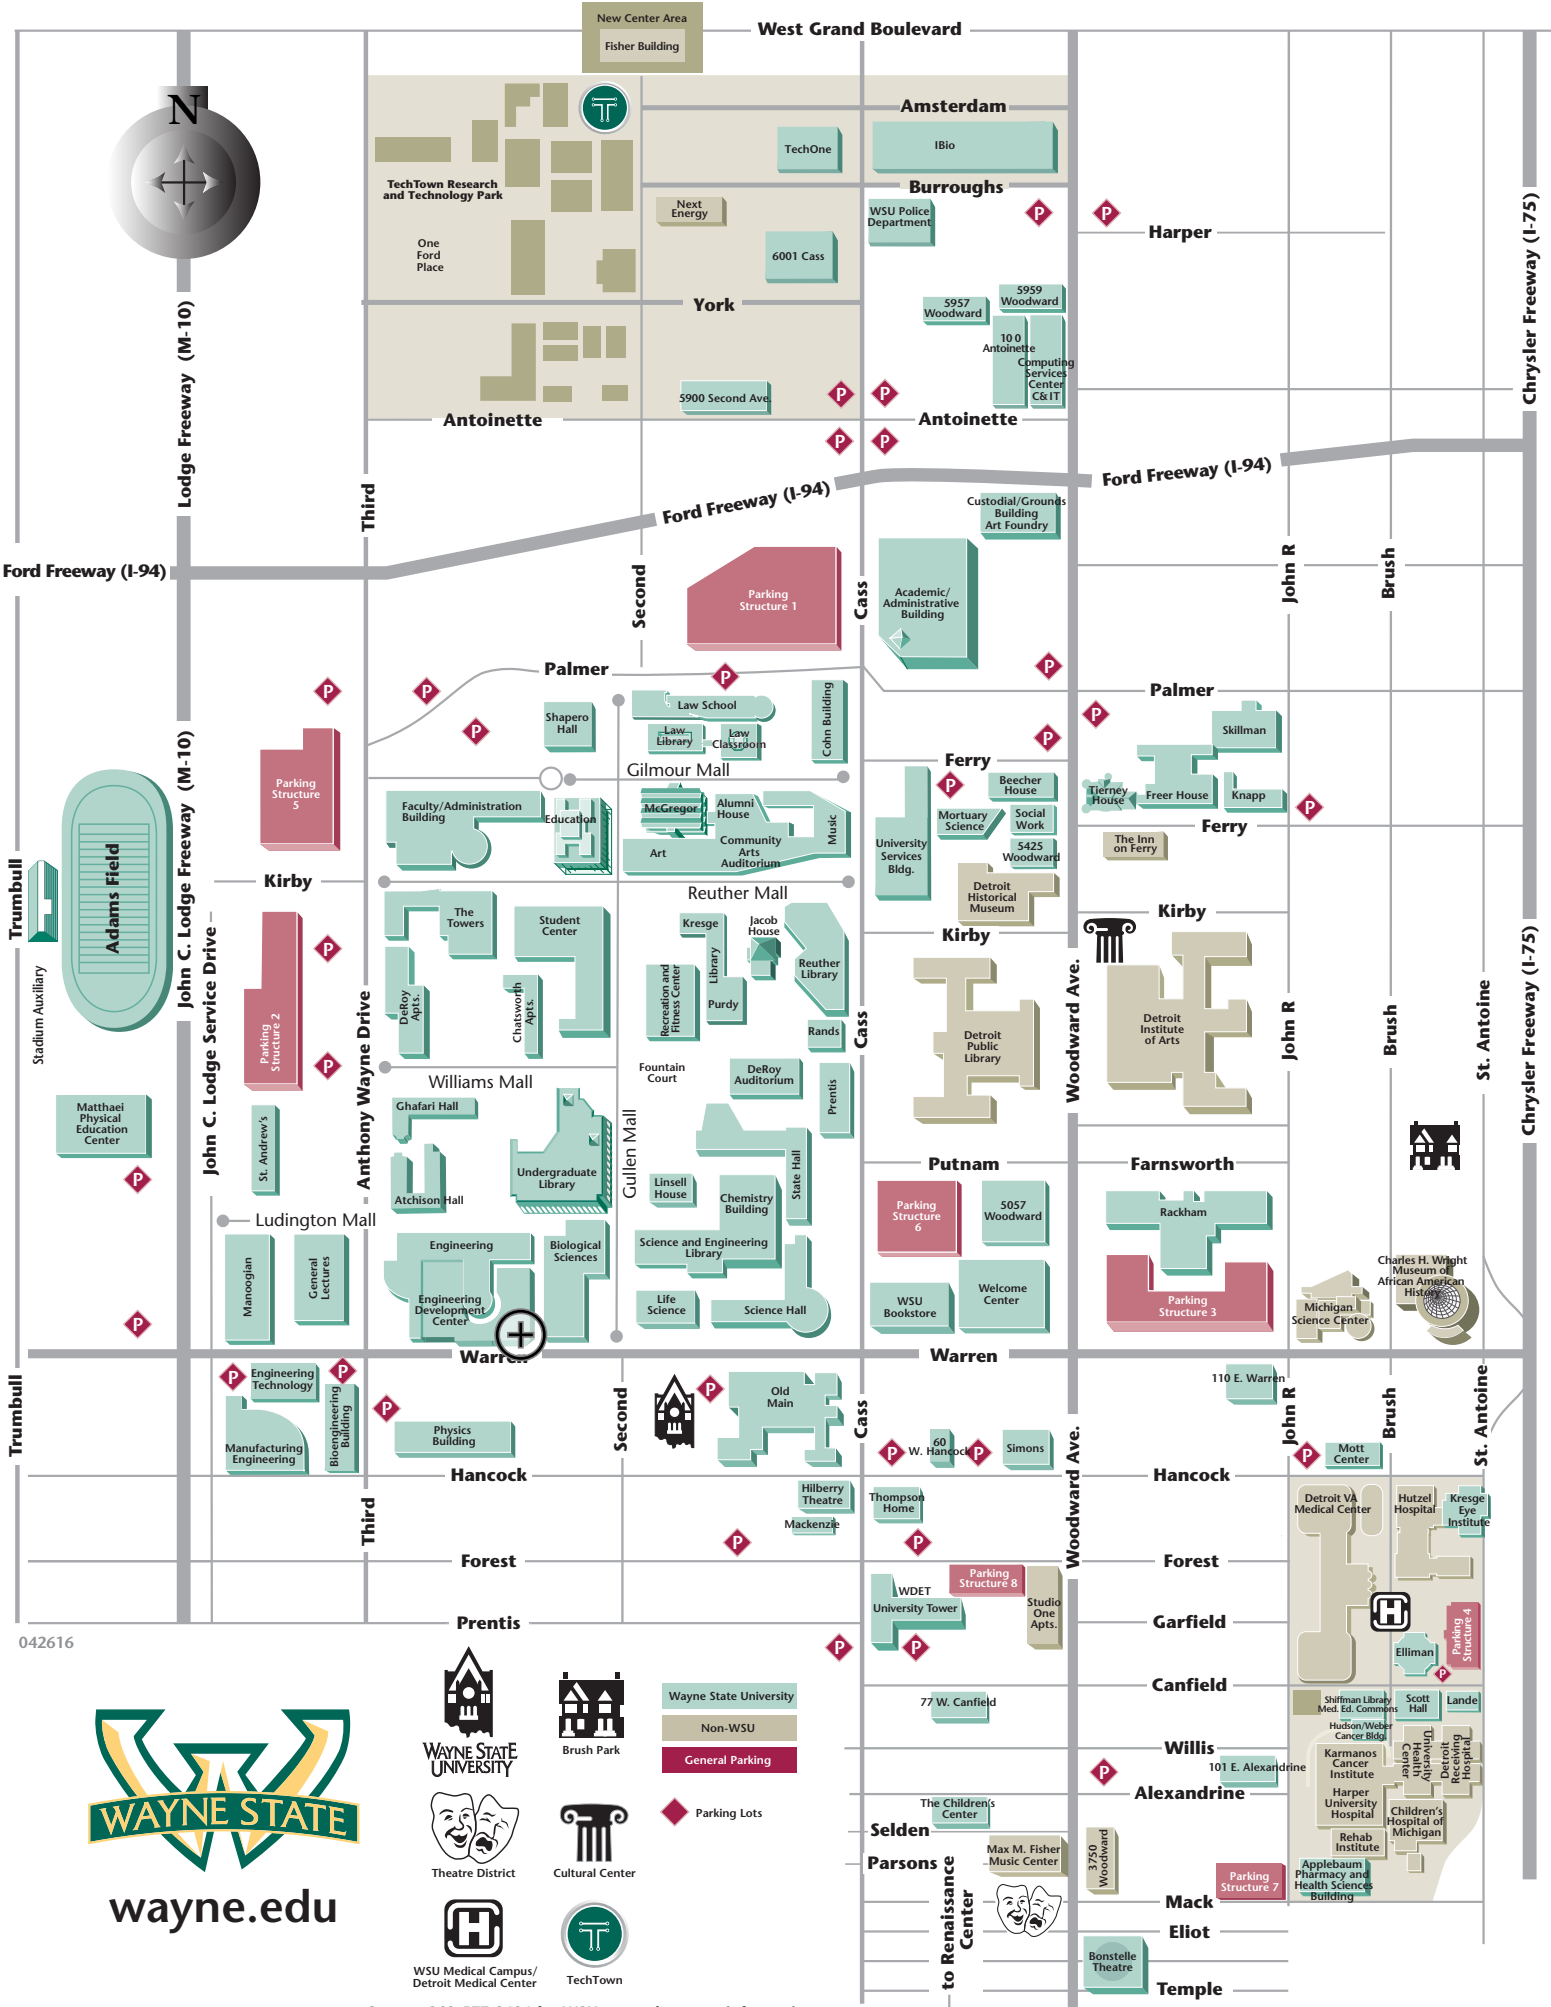 New Center Area
Fisher Building
West Grand Boulevard
N
Amsterdam
TechOne
IBio
TechTown Research
and Technology Park
Burroughs
Next
Energy
WSU Police
Department
P
P
Harper
One
Ford
Place
6001 Cass
5957
Woodward
5959
Woodward
York
10 0
Antoinette
Computing
Services
Center
C&IT
5900 Second Ave.
P
P
Antoinette
Antoinette
P
P
Lodge Freeway (M-10)
Chrysler Freeway (I-75)
Third
Ford Freeway (I-94)
Ford Freeway (I-94)
Ford Freeway (I-94)
Custodial/Grounds
Building
Art Foundry
Second
Parking
Structure 1
Cass
Academic/
Administrative
Building
John R
Brush
Palmer
Palmer
P
P
P
P
P
P
P
Shapero
Hall
Law School
Law
Library
Law
Classroom
Cohn Building
Skillman
Gilmour Mall
Ferry
Parking
Structure
5
Faculty/Administration
Building
Education
McGregor
Alumni
House
Community
Arts
Auditorium
Art
Music
University
Services
Bldg.
P
Beecher
House
Mortuary
Science
Social
Work
5425
Woodward
Tierney
House
Freer House
Knapp
P
Ferry
The Inn
on Ferry
Trumbull
Adams Field
John C. Lodge Freeway (M-10)
Kirby
Reuther Mall
Detroit
Historical
Museum
Kirby
Kirby
The
Towers
Student
Center
Kresge
Library
Purdy
Jacob
House
Reuther
Library
P
Parking
Structure 2
P
DeRoy
Apts.
Chatsworth
Apts.
Recreation and
Fitness Center
Rands
Cass
Detroit
Public
Library
Woodward Ave.
Detroit
Institute
of Arts
John R
Brush
St. Antoine
Chrysler Freeway (I-75)
Stadium Auxiliary
John C. Lodge Service Drive
Anthony Wayne Drive
Fountain
Court
DeRoy
Auditorium
Prentis
Williams Mall
Matthaei
Physical
Education
Center
St. Andrew's
Ghafari Hall
Undergraduate
Library
Gullen Mall
State Hall
Putnam
Farnsworth
P
Atchison Hall
Linsell
House
Chemistry
Building
Parking
Structure
6
5057
Woodward
Rackham
Ludington Mall
Manoogian
General
Lectures
Engineering
Engineering
Development
Center
Biological
Sciences
Science and Engineering
Library
Life
Science
Science Hall
WSU
Bookstore
Welcome
Center
Parking
Structure 3
Michigan
Science Center
Charles H. Wright
Museum of
African American
History
P
Warren
Warren
P
Engineering
Technology
P
Bioengineering
Building
Manufacturing
Engineering
P
Physics
Building
Second
P
Old
Main
Cass
P
60
W. Hancock
P
Simons
110 E. Warren
John R
Brush
St. Antoine
P
Mott
Center
Trumbull
Hancock
Hancock
Third
Hilberry
Theatre
Mackenzie
Thompson
Home
P
P
Woodward Ave.
Detroit VA
Medical Center
Hutzel
Hospital
Kresge
Eye
Institute
Forest
Forest
WDET
University Tower
Parking
Structure 8
Studio
One
Apts.
H
Parking
Structure 4
Prentis
Garfield
P
P
Elliman
P
042616
Canfield
77 W. Canfield
Shiffman Library
Med. Ed. Commons
Scott
Hall
Lande
Hudson/Weber
Cancer Bldg.
Willis
P
101 E. Alexandrine
Karmanos
Cancer
Institute
University
Health
Center
Detroit
Receiving
Hospital
Alexandrine
Harper
University
Hospital
Children's
Hospital of
Michigan
Rehab
Institute
The Children's
Center
Selden
Parsons
Max M. Fisher
Music Center
3750
Woodward
Parking
Structure 7
Applebaum
Pharmacy and
Health Sciences
Building
Mack
to Renaissance
Center
Eliot
Bonstelle
Theatre
Temple
WAYNE STATE
wayne.edu
WAYNE STATE
UNIVERSITY
Brush Park
Wayne State University
Non-WSU
General Parking
Parking Lots
Theatre District
Cultural Center
H
WSU Medical Campus/
Detroit Medical Center
TechTown